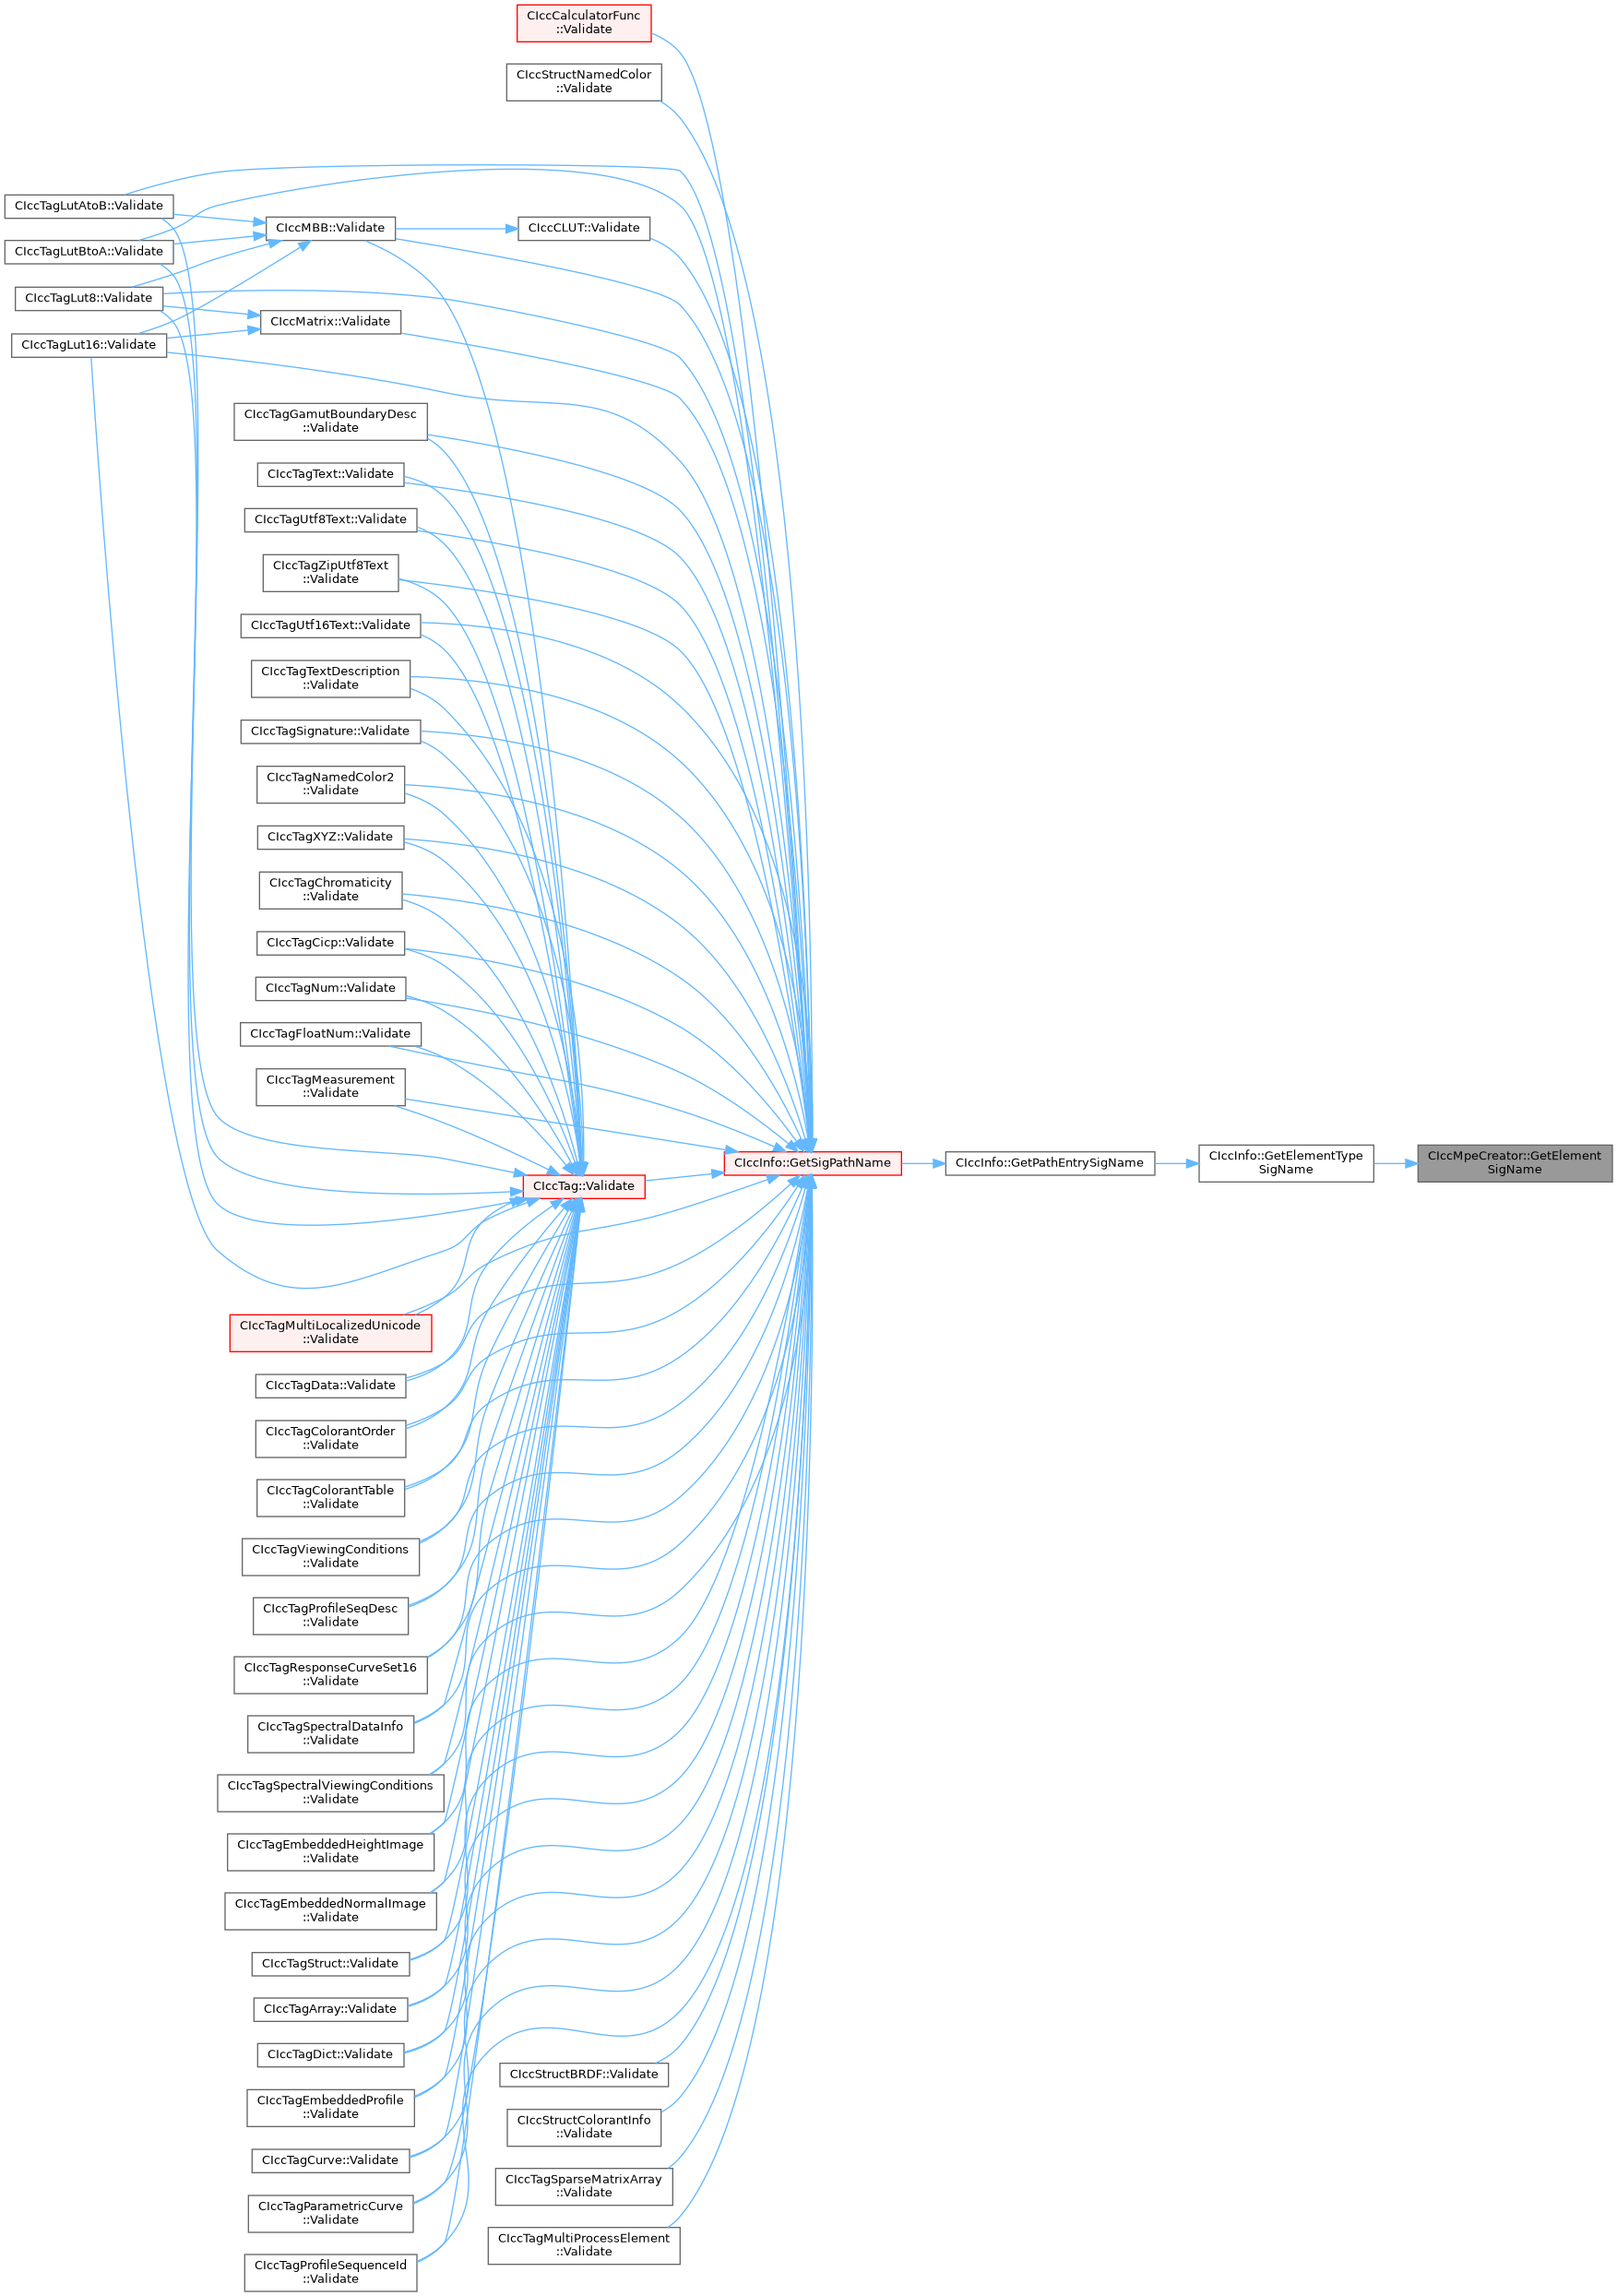 CIccCalculatorFunc
::Validate
CIccStructNamedColor
::Validate
CIccTagLutAtoB::Validate
CIccMBB::Validate
CIccCLUT::Validate
CIccTagLutBtoA::Validate
CIccTagLut8::Validate
CIccMatrix::Validate
CIccTagLut16::Validate
CIccTagGamutBoundaryDesc
::Validate
CIccTagText::Validate
CIccTagUtf8Text::Validate
CIccTagZipUtf8Text
::Validate
CIccTagUtf16Text::Validate
CIccTagTextDescription
::Validate
CIccTagSignature::Validate
CIccTagNamedColor2
::Validate
CIccTagXYZ::Validate
CIccTagChromaticity
::Validate
CIccTagCicp::Validate
CIccTagNum::Validate
CIccTagFloatNum::Validate
CIccTagMeasurement
::Validate
CIccTag::Validate
CIccInfo::GetSigPathName
CIccInfo::GetPathEntrySigName
CIccInfo::GetElementType
SigName
CIccMpeCreator::GetElement
SigName
CIccTagMultiLocalizedUnicode
::Validate
CIccTagData::Validate
CIccTagColorantOrder
::Validate
CIccTagColorantTable
::Validate
CIccTagViewingConditions
::Validate
CIccTagProfileSeqDesc
::Validate
CIccTagResponseCurveSet16
::Validate
CIccTagSpectralDataInfo
::Validate
CIccTagSpectralViewingConditions
::Validate
CIccTagEmbeddedHeightImage
::Validate
CIccTagEmbeddedNormalImage
::Validate
CIccTagStruct::Validate
CIccTagArray::Validate
CIccTagDict::Validate
CIccStructBRDF::Validate
CIccTagEmbeddedProfile
::Validate
CIccStructColorantInfo
::Validate
CIccTagCurve::Validate
CIccTagSparseMatrixArray
::Validate
CIccTagParametricCurve
::Validate
CIccTagMultiProcessElement
::Validate
CIccTagProfileSequenceId
::Validate